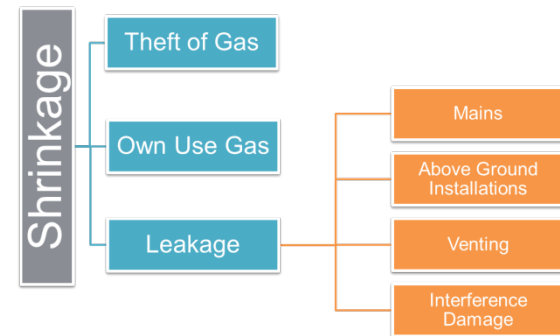 Shrinkage
Theft of Gas
Own Use Gas
Leakage
Mains
Above Ground
Installations
Venting
Interference
Damage